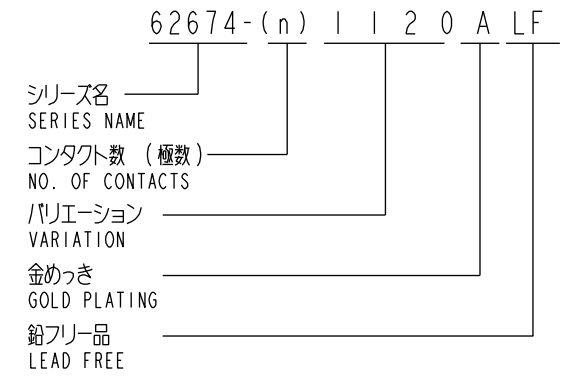 62674-(n) 1120 A LF
シリーズ名
SERIES NAME
コンタクト数 (極数)
NO. OF CONTACTS
バリエーション
VARIATION
金めっき
GOLD PLATING
鉛フリー品
LEAD FREE